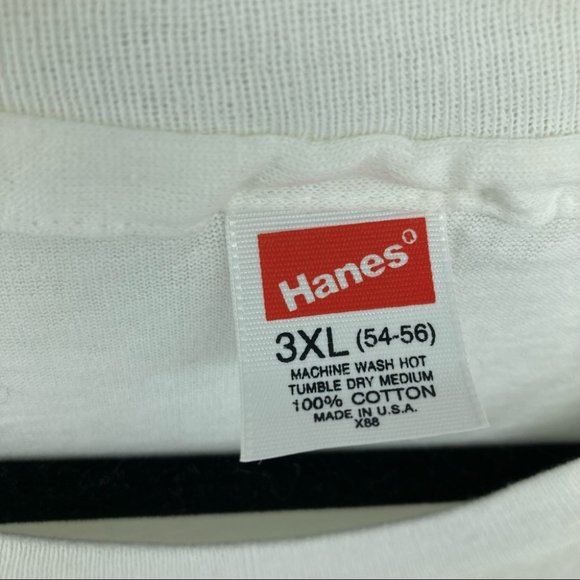 Hanes®
3XL (54-56)
MACHINE WASH HOT
TUMBLE DRY MEDIUM
100% COTTON
MADE IN U.S.A.
X88